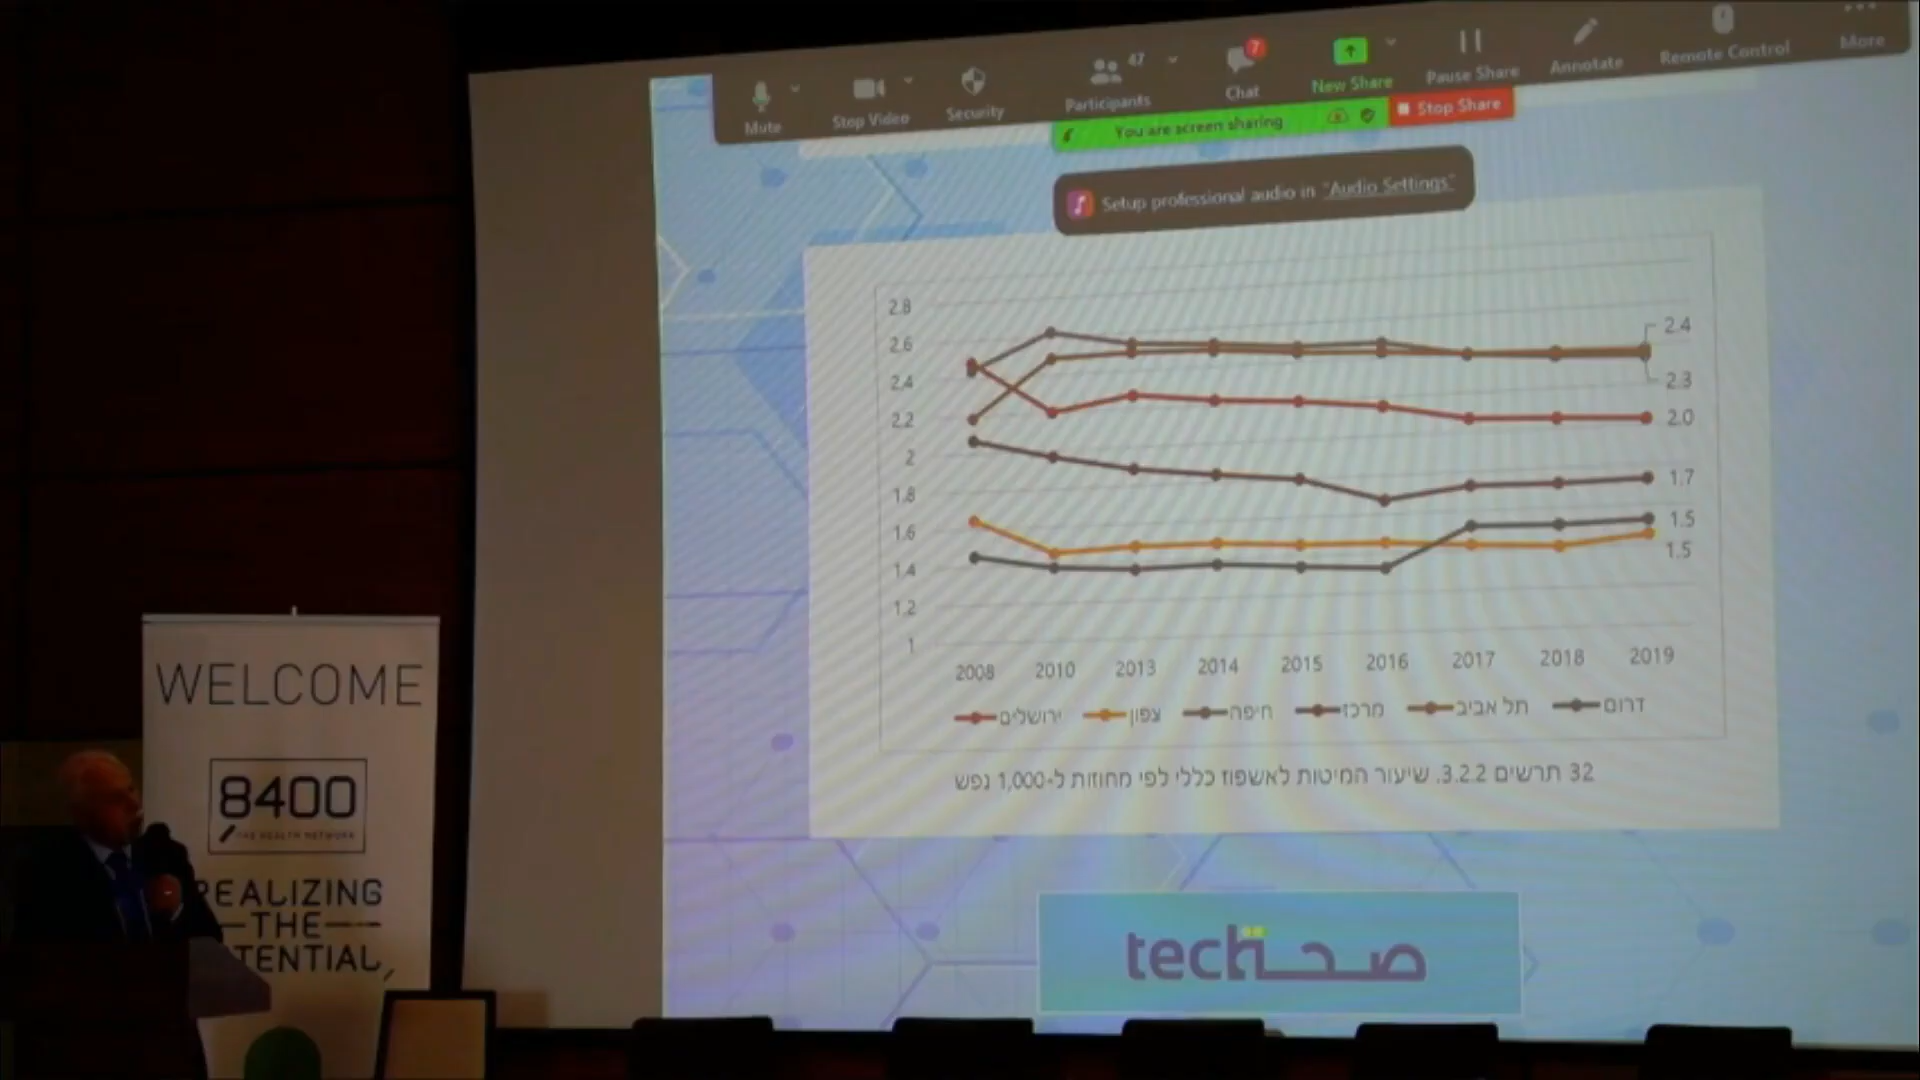 Mute
Stop Video
Security
Participants
47
Chat
7
New Share
Pause Share
Annotate
Remote Control
More
You are screen sharing
Stop Share
Setup professional audio in "Audio Settings"
2.8
2.6
2.4
2.2
2
1.8
1.6
1.4
1.2
1
2.4
2.3
2.0
1.7
1.5
1.5
2008 2010 2013 2014 2015 2016 2017 2018 2019
ירושלים צפון חיפה מרכז תל אביב דרום
32 תרשים 3.2.2. שיעור המיטות לאשפוז כללי לפי מחוזות ל-1,000 נפש
tech صحة
WELCOME
8400
THE HEALTH NETWORK
REALIZING
THE
TENTIAL